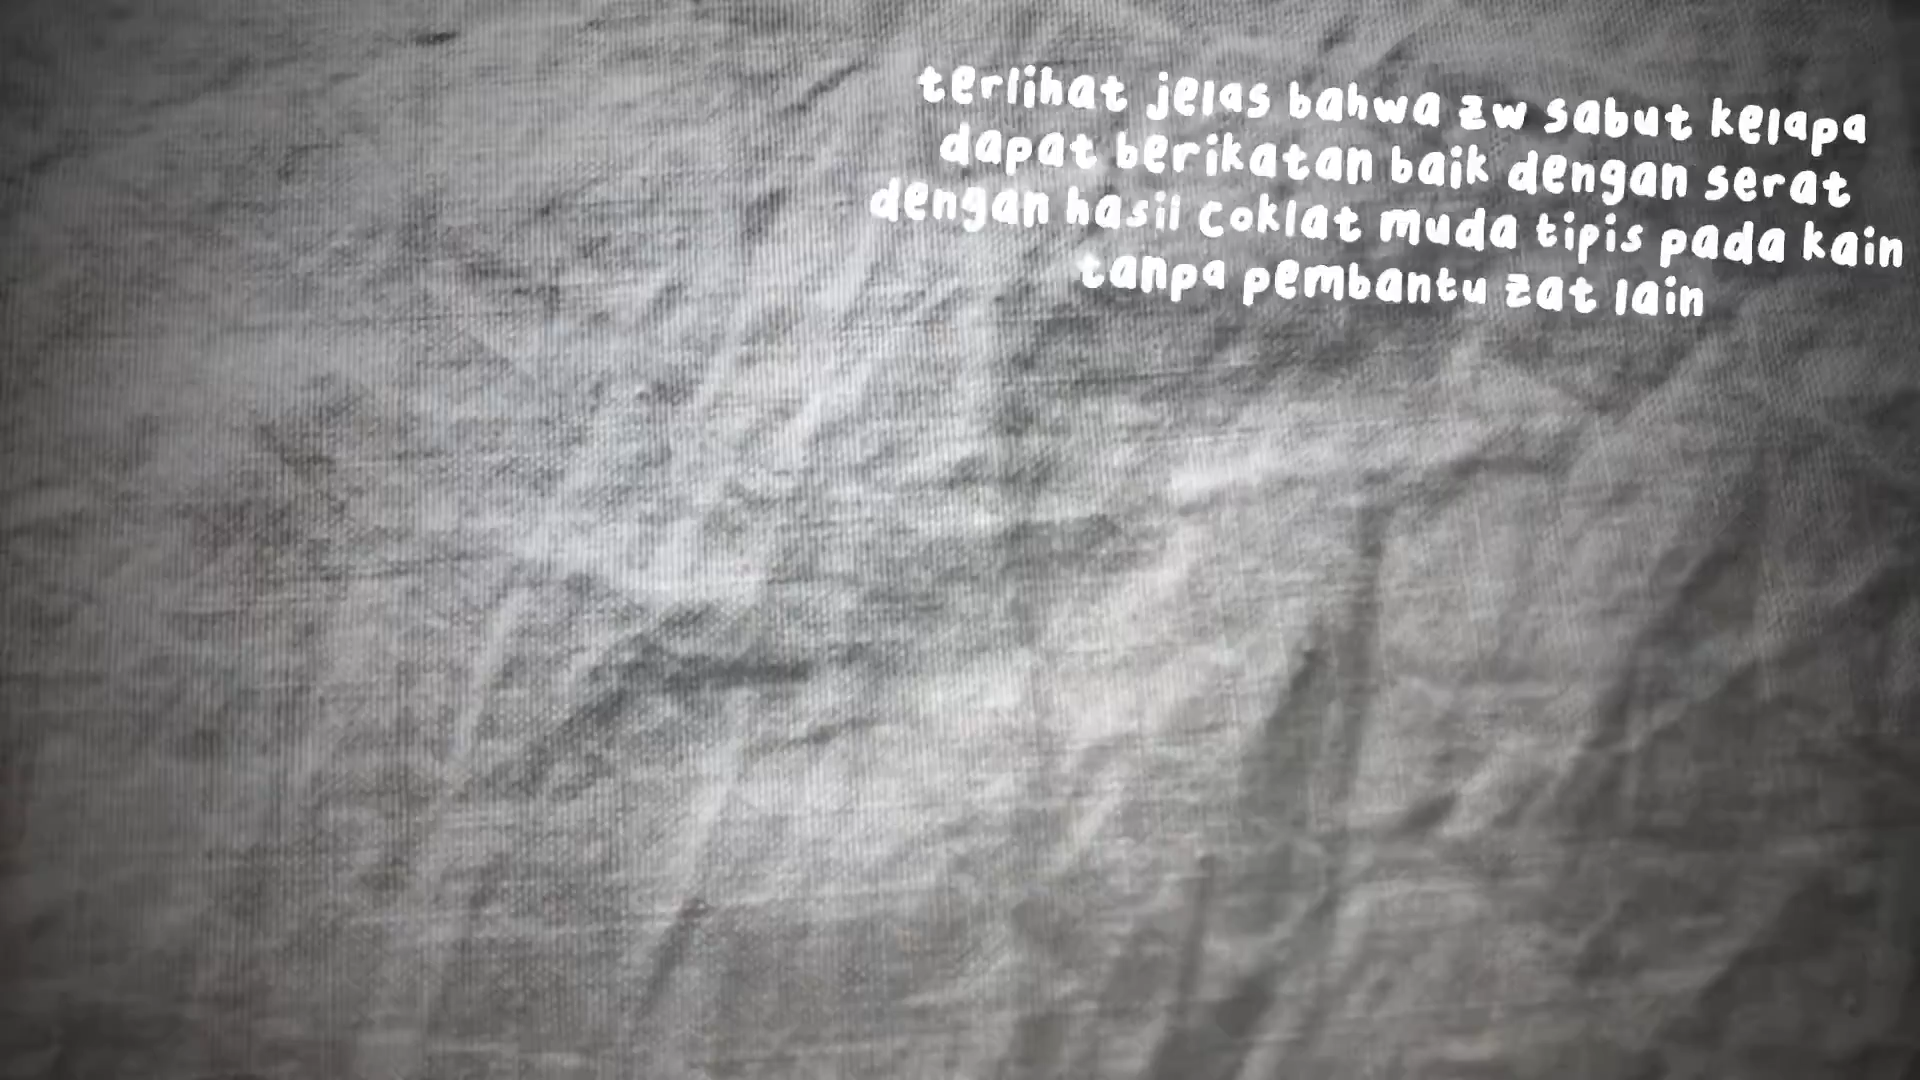 terlihat jelas bahwa zw sabut kelapa
dapat berikatan baik dengan serat
dengan hasil coklat muda tipis pada kain
tanpa pembantu zat lain